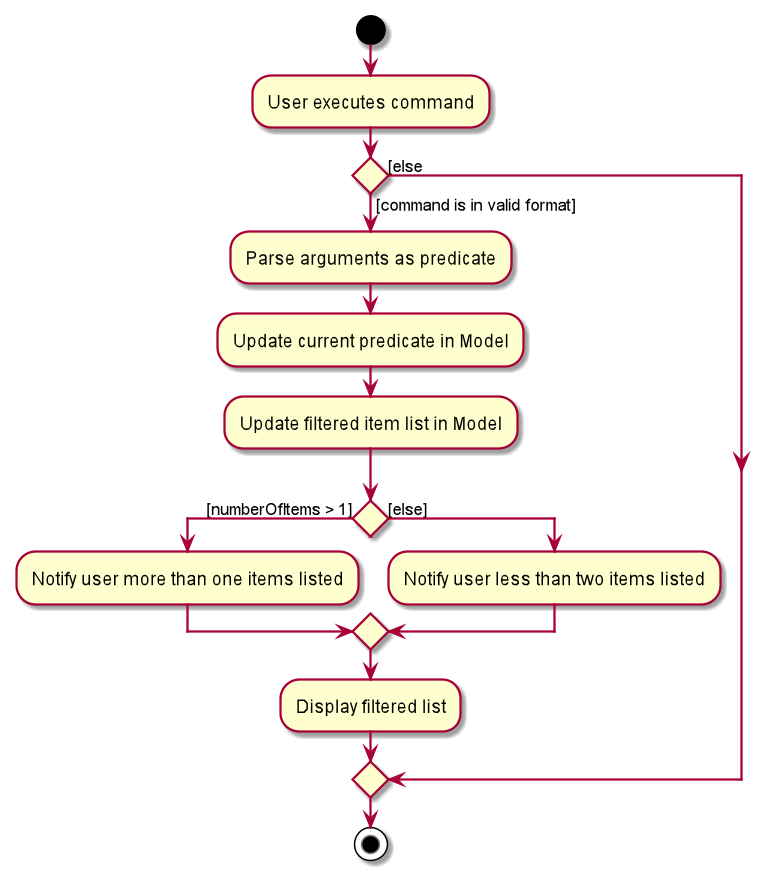 User executes command
[else
[command is in valid format]
Parse arguments as predicate
Update current predicate in Model
Update filtered item list in Model
[numberOfItems > 1]
[else]
Notify user more than one items listed
Notify user less than two items listed
Display filtered list